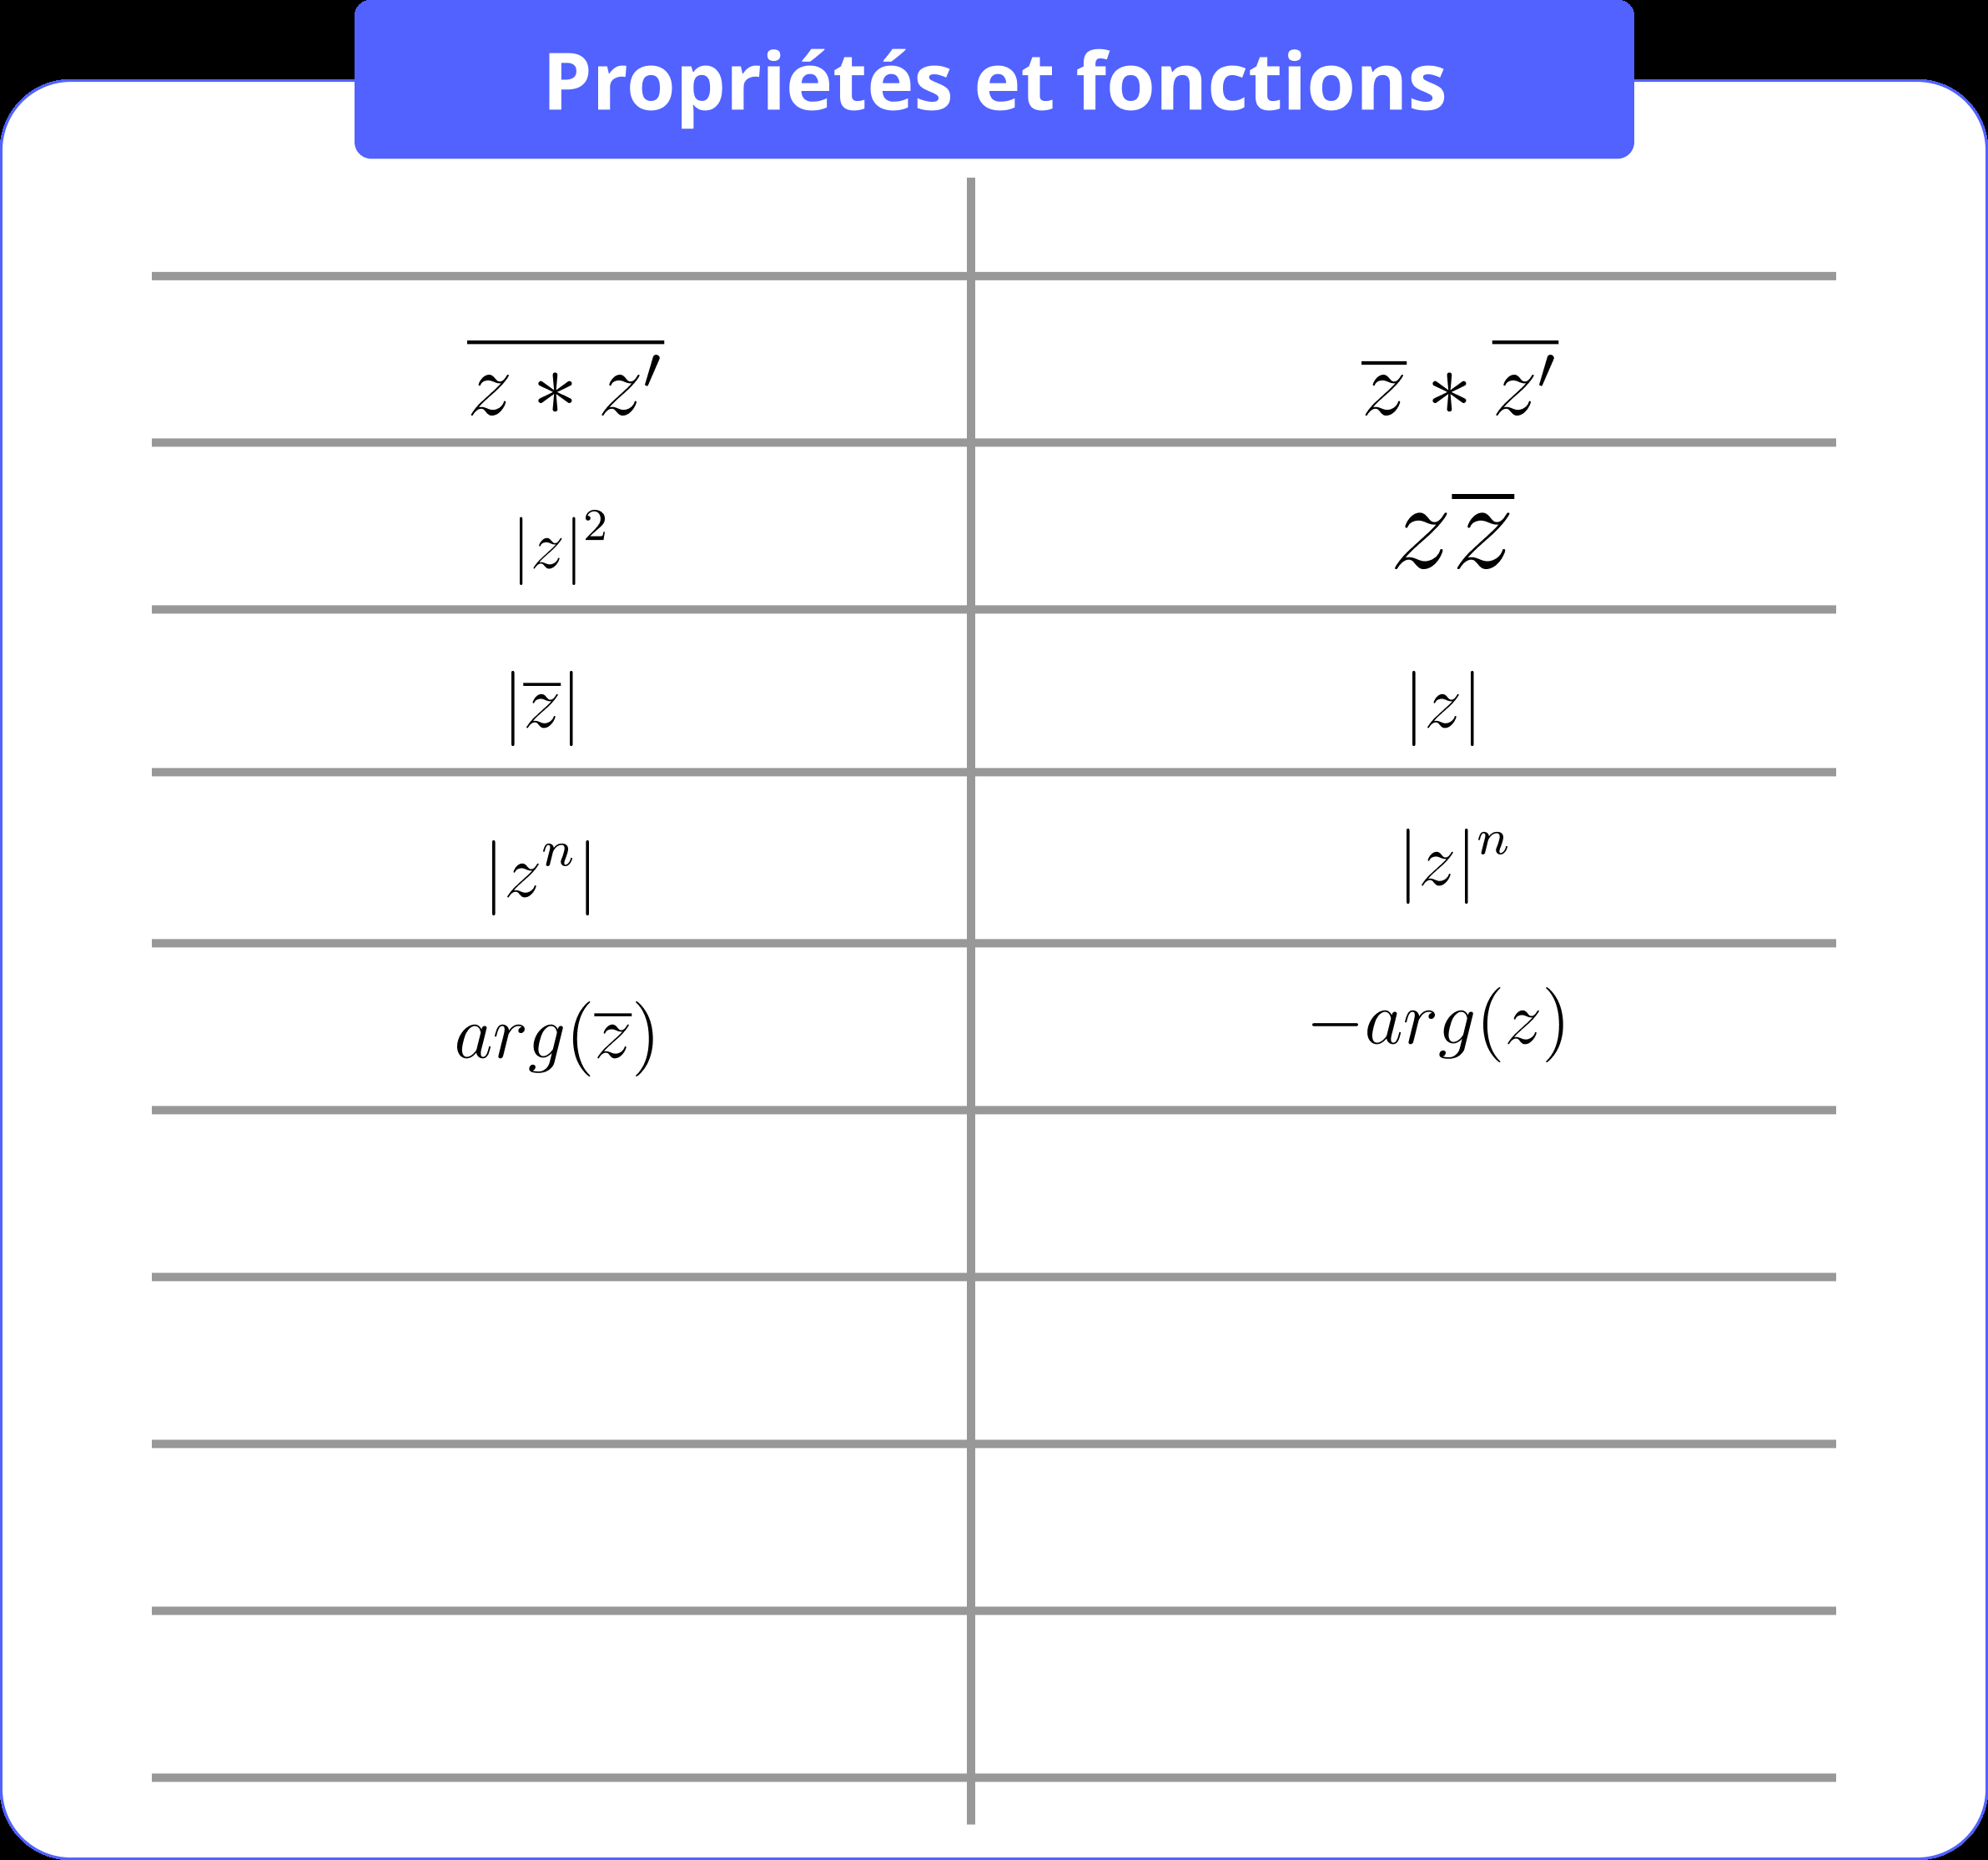 Propriétés et fonctions
$\overline{z * z'}$ $\overline{z} * \overline{z'}$
$|z|^2$ $z\overline{z}$
$|\overline{z}|$ $|z|$
$|z^n|$ $|z|^n$
$arg(\overline{z})$ $-arg(z)$